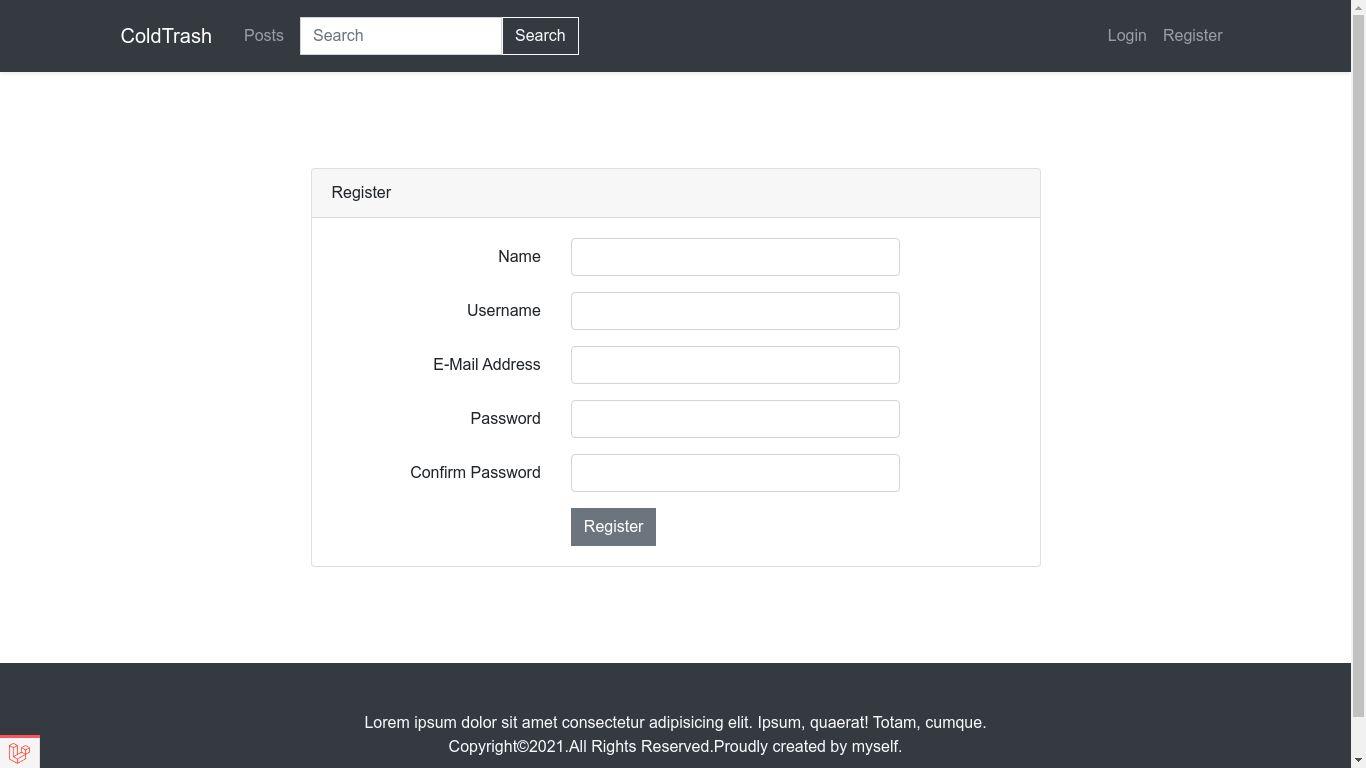 ColdTrash Posts Search Search Login Register
Register
Name
Username
E-Mail Address
Password
Confirm Password
Register
Lorem ipsum dolor sit amet consectetur adipisicing elit. Ipsum, quaerat! Totam, cumque.
Copyright©2021.All Rights Reserved.Proudly created by myself.